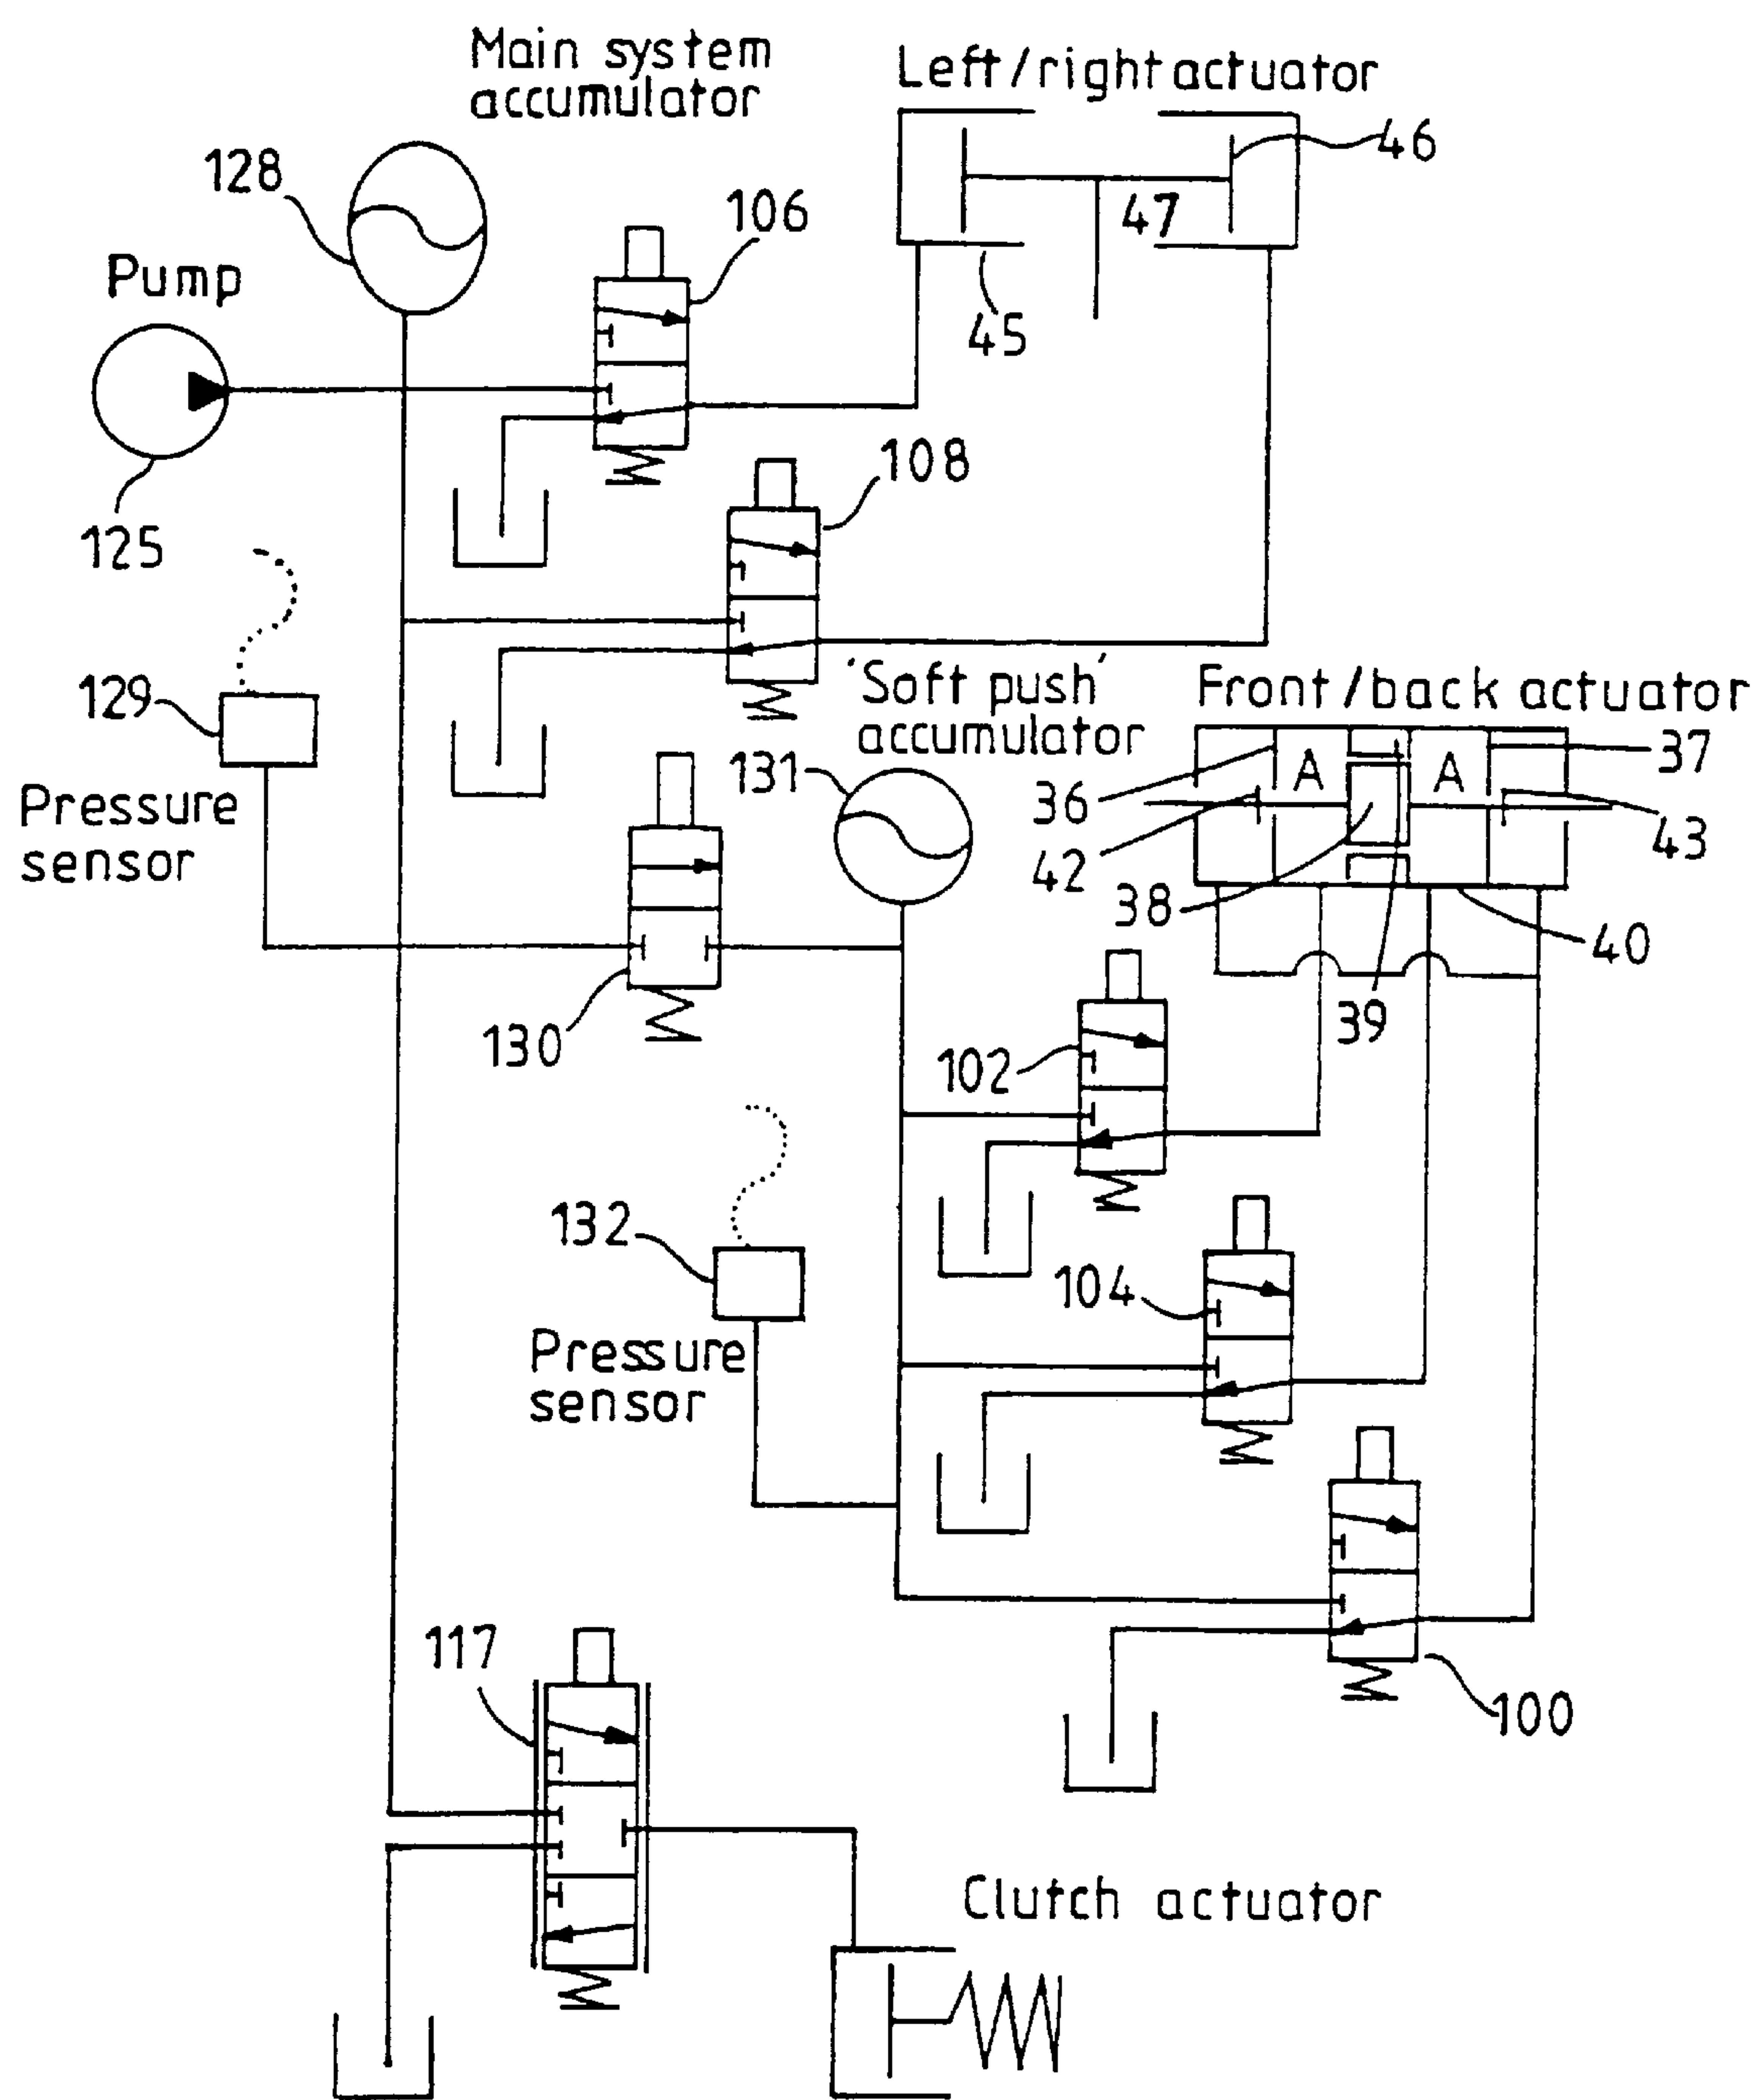 Main system
accumulator
Left/right actuator
128
106
46
47
45
Pump
125
108
129
Pressure
sensor
'Soft push'
accumulator
131
Front/back actuator
36
A
A
37
42
43
38
40
39
130
102
132
104
Pressure
sensor
100
117
Clutch actuator